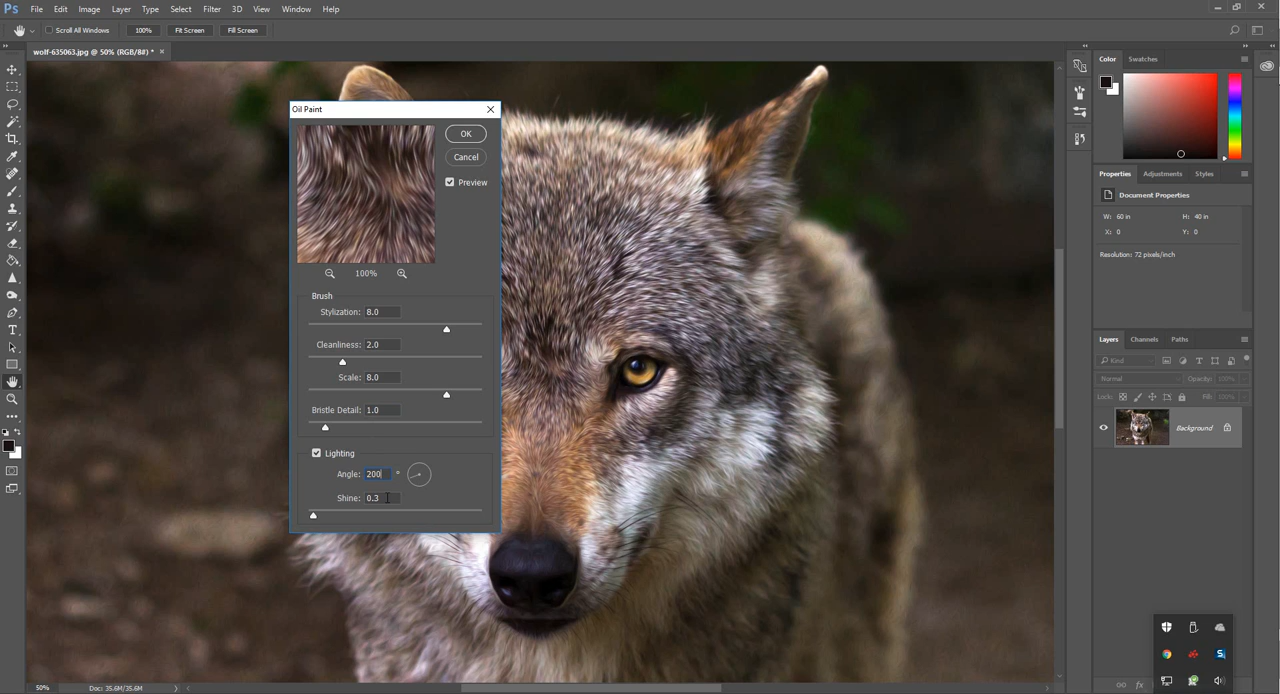 Ps File Edit Image Layer Type Select Filter 3D View Window Help
Scroll All Windows 100% Fit Screen Fill Screen
wolf-635063.jpg @ 50% (RGB/8#) * ×
Oil Paint
OK
Cancel
Preview
100%
Brush
Stylization: 8.0
Cleanliness: 2.0
Scale: 8.0
Bristle Detail: 1.0
Lighting
Angle: 200 °
Shine: 0.3
Color Swatches
Properties Adjustments Styles
Document Properties
W: 60 in H: 40 in
X: 0 Y: 0
Resolution: 72 pixels/inch
Layers Channels Paths
Kind
Normal Opacity: 100%
Lock: Fill: 100%
Background
50% Doc: 35.6M/35.6M
fx